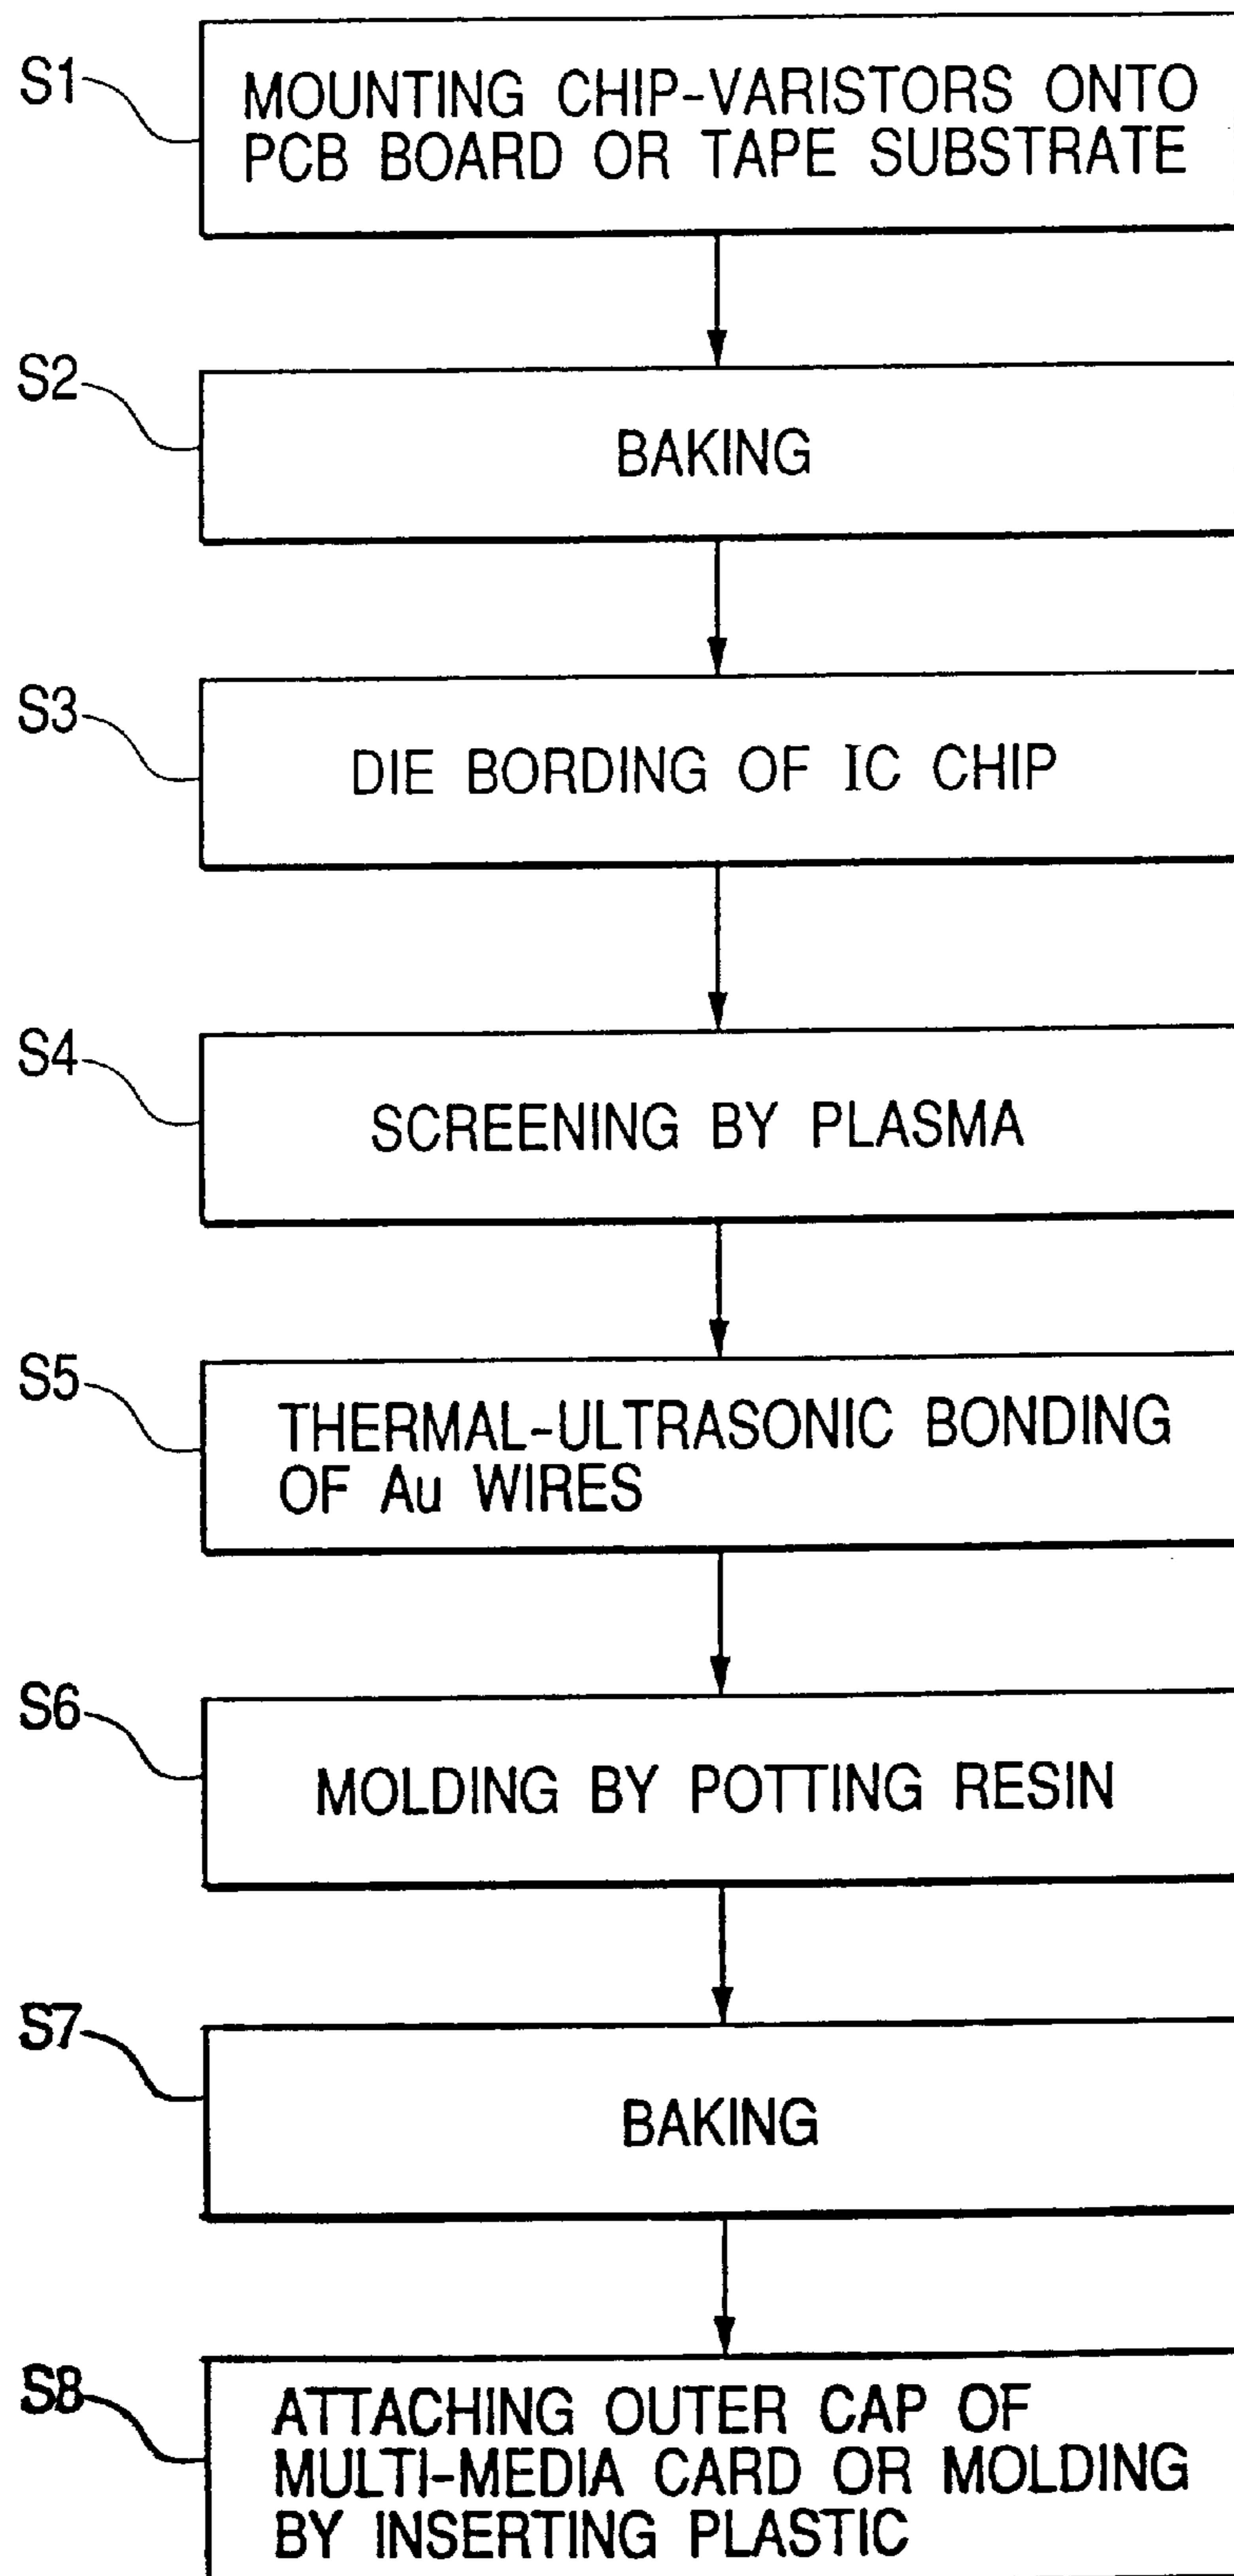 S1
MOUNTING CHIP-VARISTORS ONTO
PCB BOARD OR TAPE SUBSTRATE
S2
BAKING
S3
DIE BORDING OF IC CHIP
S4
SCREENING BY PLASMA
S5
THERMAL-ULTRASONIC BONDING
OF Au WIRES
S6
MOLDING BY POTTING RESIN
S7
BAKING
S8
ATTACHING OUTER CAP OF
MULTI-MEDIA CARD OR MOLDING
BY INSERTING PLASTIC